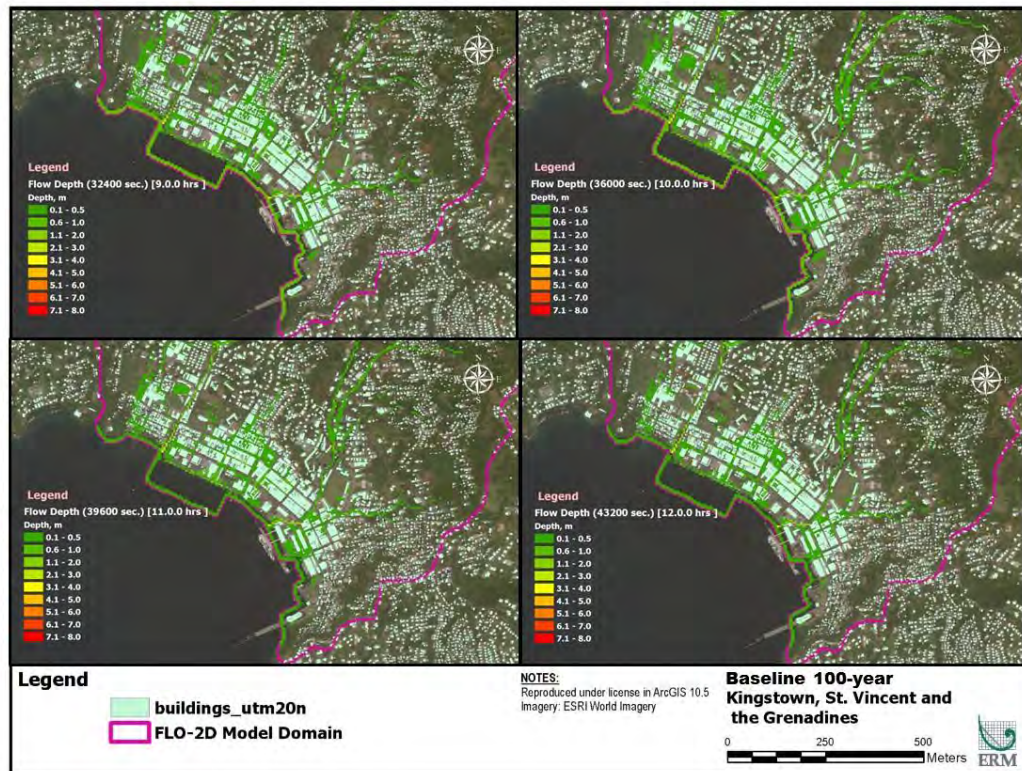 N
W E
S
Legend
Flow Depth (32400 sec.) [9.0.0 hrs ]
Depth, m
0.1 - 0.5
0.6 - 1.0
1.1 - 2.0
2.1 - 3.0
3.1 - 4.0
4.1 - 5.0
5.1 - 6.0
6.1 - 7.0
7.1 - 8.0
N
W E
S
Legend
Flow Depth (36000 sec.) [10.0.0 hrs ]
Depth, m
0.1 - 0.5
0.6 - 1.0
1.1 - 2.0
2.1 - 3.0
3.1 - 4.0
4.1 - 5.0
5.1 - 6.0
6.1 - 7.0
7.1 - 8.0
N
W E
S
Legend
Flow Depth (39600 sec.) [11.0.0 hrs ]
Depth, m
0.1 - 0.5
0.6 - 1.0
1.1 - 2.0
2.1 - 3.0
3.1 - 4.0
4.1 - 5.0
5.1 - 6.0
6.1 - 7.0
7.1 - 8.0
N
W E
S
Legend
Flow Depth (43200 sec.) [12.0.0 hrs ]
Depth, m
0.1 - 0.5
0.6 - 1.0
1.1 - 2.0
2.1 - 3.0
3.1 - 4.0
4.1 - 5.0
5.1 - 6.0
6.1 - 7.0
7.1 - 8.0
Legend
buildings_utm20n
FLO-2D Model Domain
NOTES:
Reproduced under license in ArcGIS 10.5
Imagery: ESRI World Imagery
Baseline 100-year
Kingstown, St. Vincent and
the Grenadines
0 250 500
Meters
ERM